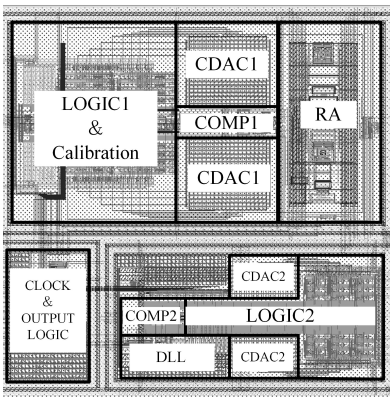 LOGIC1
&
Calibration
CDAC1
COMP1
CDAC1
RA
CLOCK
&
OUTPUT
LOGIC
CDAC2
COMP2
LOGIC2
DLL
CDAC2